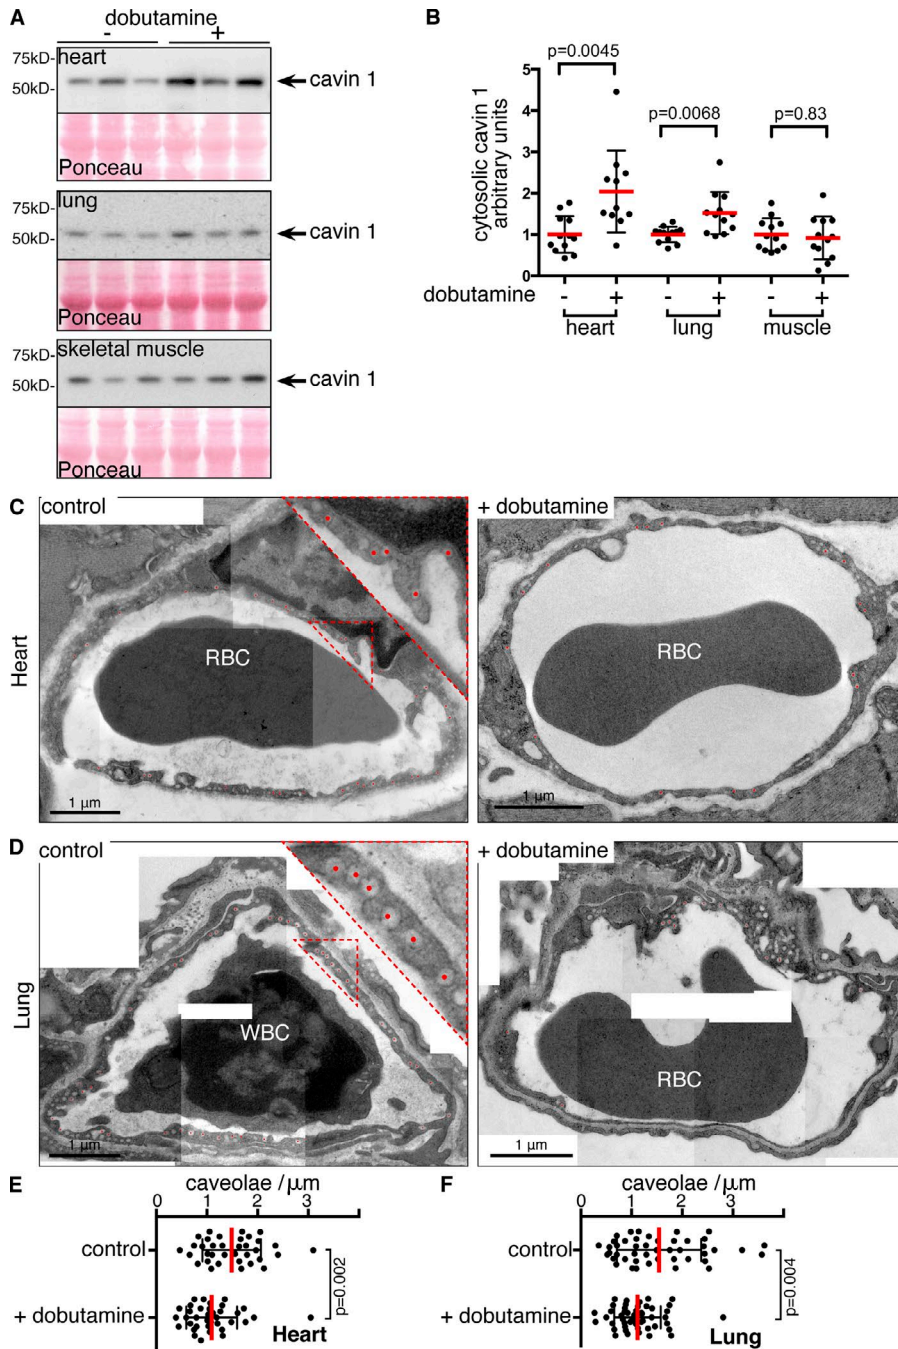 A
dobutamine
- +
75kD-
50kD-
heart
cavin 1
Ponceau
lung
75kD-
50kD-
cavin 1
Ponceau
skeletal muscle
75kD-
50kD-
cavin 1
Ponceau
B
cytosolic cavin 1
arbitrary units
5
4
3
2
1
0
p=0.0045
p=0.0068
p=0.83
dobutamine - + - + - +
heart lung muscle
C
control
+ dobutamine
Heart
RBC
RBC
1 µm
1 µm
D
control
+ dobutamine
Lung
WBC
RBC
1 µm
1 µm
E
caveolae /µm
0 1 2 3
control
+ dobutamine
p=0.002
Heart
F
caveolae /µm
0 1 2 3
control
+ dobutamine
p=0.004
Lung